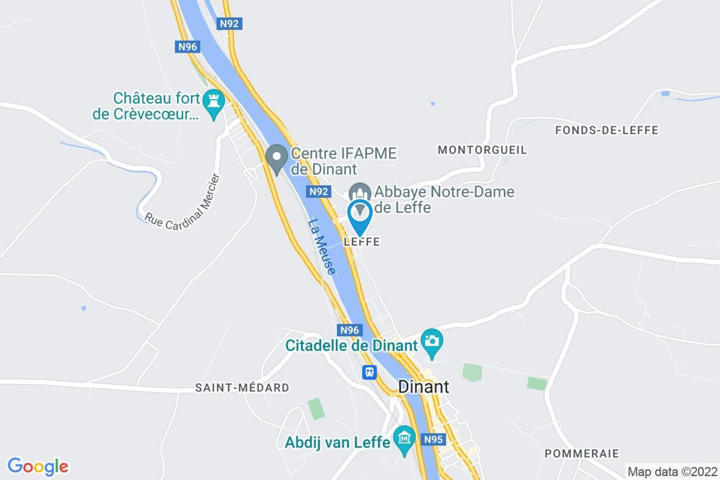 N92
N96
Château fort
de Crèvecœur...
FONDS-DE-LEFFE
MONTORGUEIL
Centre IFAPME
de Dinant
N92
Abbaye Notre-Dame
de Leffe
Rue Cardinal Mercier
La Meuse
LEFFE
N96
Citadelle de Dinant
SAINT-MÉDARD
Dinant
Abdij van Leffe
N95
POMMERAIE
Google
Map data ©2022